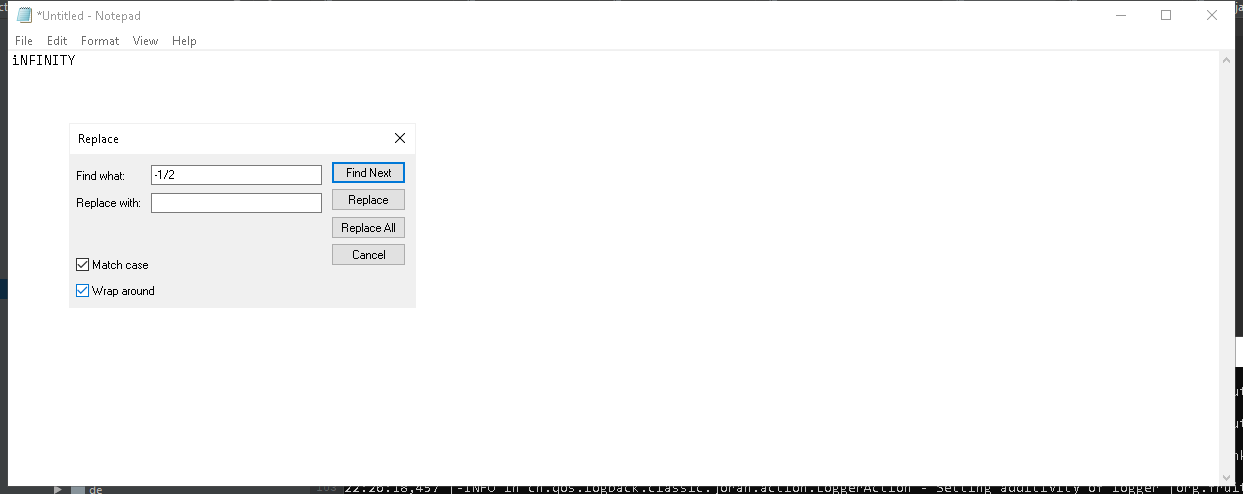 *Untitled - Notepad
File Edit Format View Help
iNFINITY
Replace
Find what: -1/2 Find Next
Replace with: Replace
Replace All
Cancel
Match case
Wrap around
de
22:26:18,457 |-INFO in ch.qos.logback.classic.joran.action.LoggerAction - Setting additivity of logger